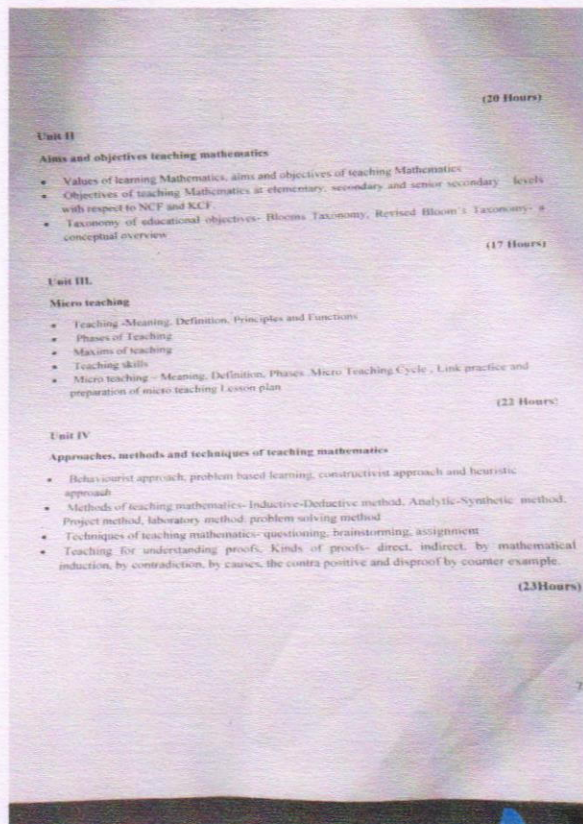 (20 Hours)
Unit II
Aims and objectives teaching mathematics
• Values of learning Mathematics, aims and objectives of teaching Mathematics
• Objectives of teaching Mathematics at elementary, secondary and senior secondary levels
with respect to NCF and KCF.
• Taxonomy of educational objectives- Blooms Taxonomy, Revised Bloom's Taxonomy- a
conceptual overview
(17 Hours)
Unit III.
Micro teaching
• Teaching -Meaning, Definition, Principles and Functions
• Phases of Teaching
• Maxims of teaching
• Teaching skills
• Micro teaching – Meaning, Definition, Phases .Micro Teaching Cycle , Link practice and
preparation of micro teaching Lesson plan
(22 Hours)
Unit IV
Approaches, methods and techniques of teaching mathematics
• Behaviourist approach, problem based learning, constructivist approach and heuristic
approach
• Methods of teaching mathematics- Inductive-Deductive method, Analytic-Synthetic method,
Project method, laboratory method, problem solving method
• Techniques of teaching mathematics- questioning, brainstorming, assignment
• Teaching for understanding proofs, Kinds of proofs- direct, indirect, by mathematical
induction, by contradiction, by causes, the contra positive and disproof by counter example.
(23Hours)
7